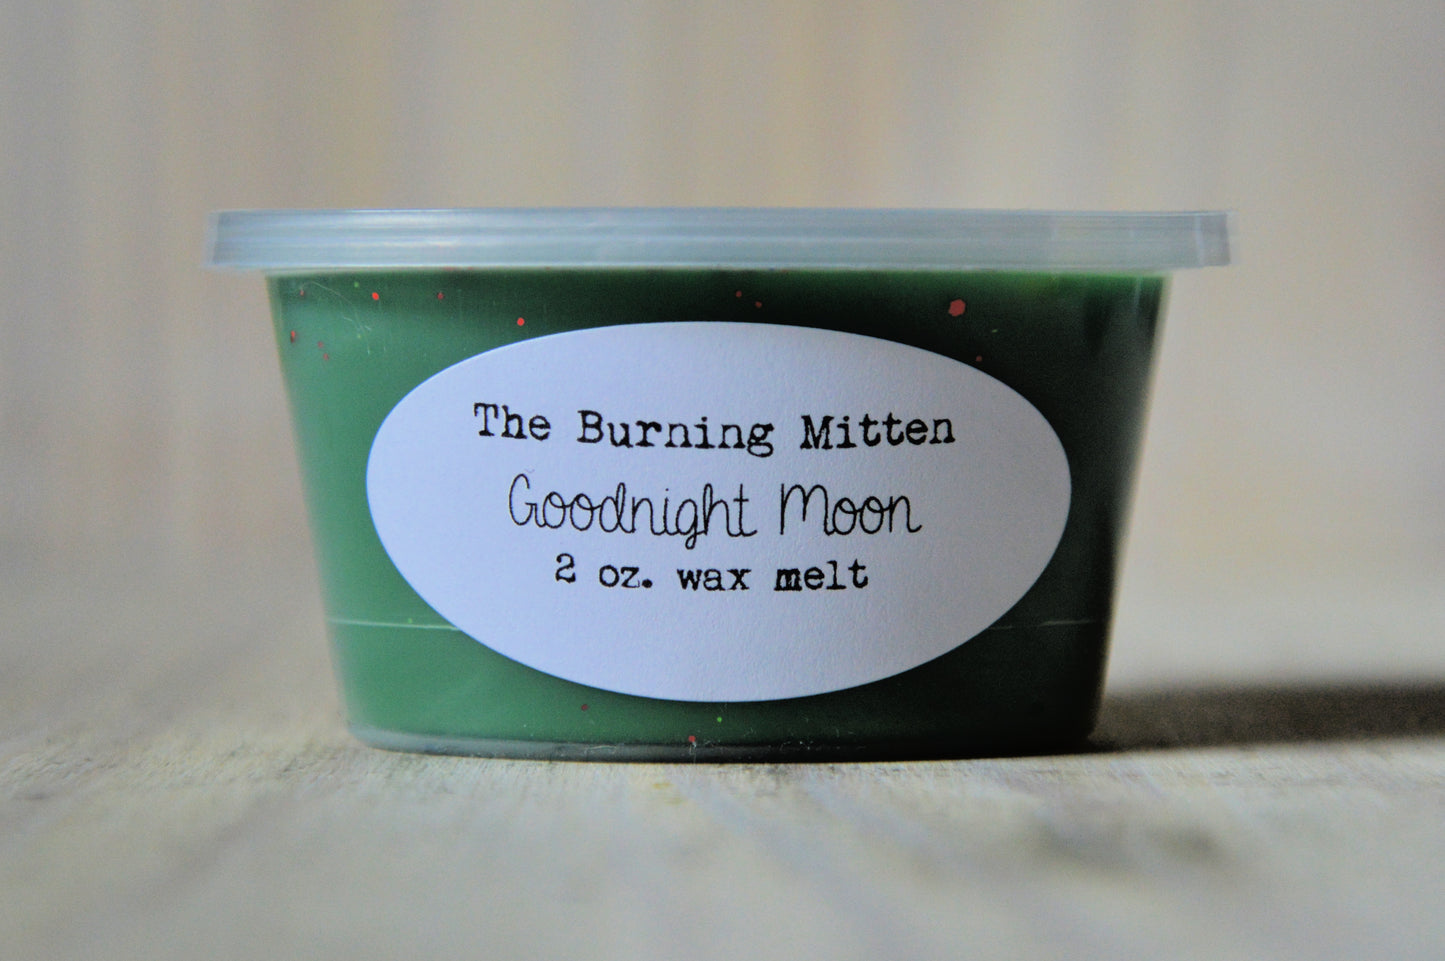 The Burning Mitten
Goodnight Moon
2 oz. wax melt